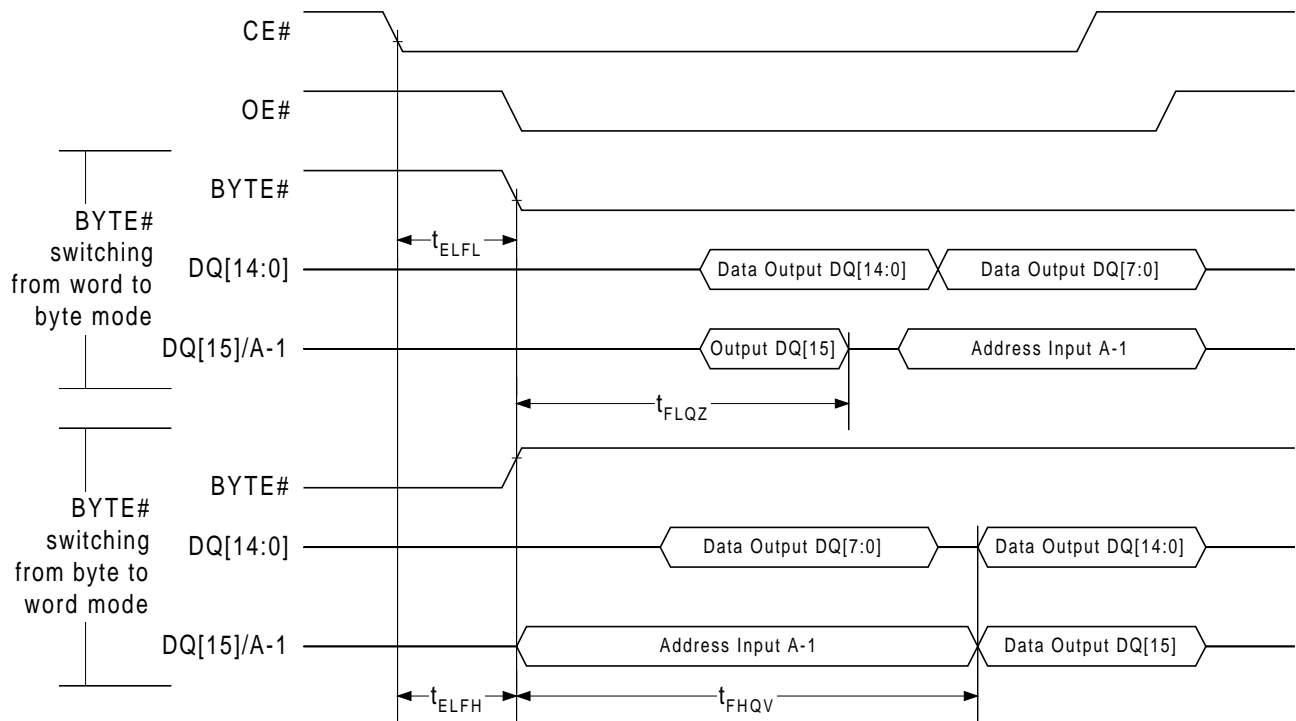 CE#
OE#
BYTE#
BYTE#
switching
from word to
byte mode
t_ELFL
DQ[14:0]
Data Output DQ[14:0]
Data Output DQ[7:0]
DQ[15]/A-1
Output DQ[15]
Address Input A-1
t_FLQZ
BYTE#
BYTE#
switching
from byte to
word mode
DQ[14:0]
Data Output DQ[7:0]
Data Output DQ[14:0]
DQ[15]/A-1
Address Input A-1
Data Output DQ[15]
t_ELFH
t_FHQV